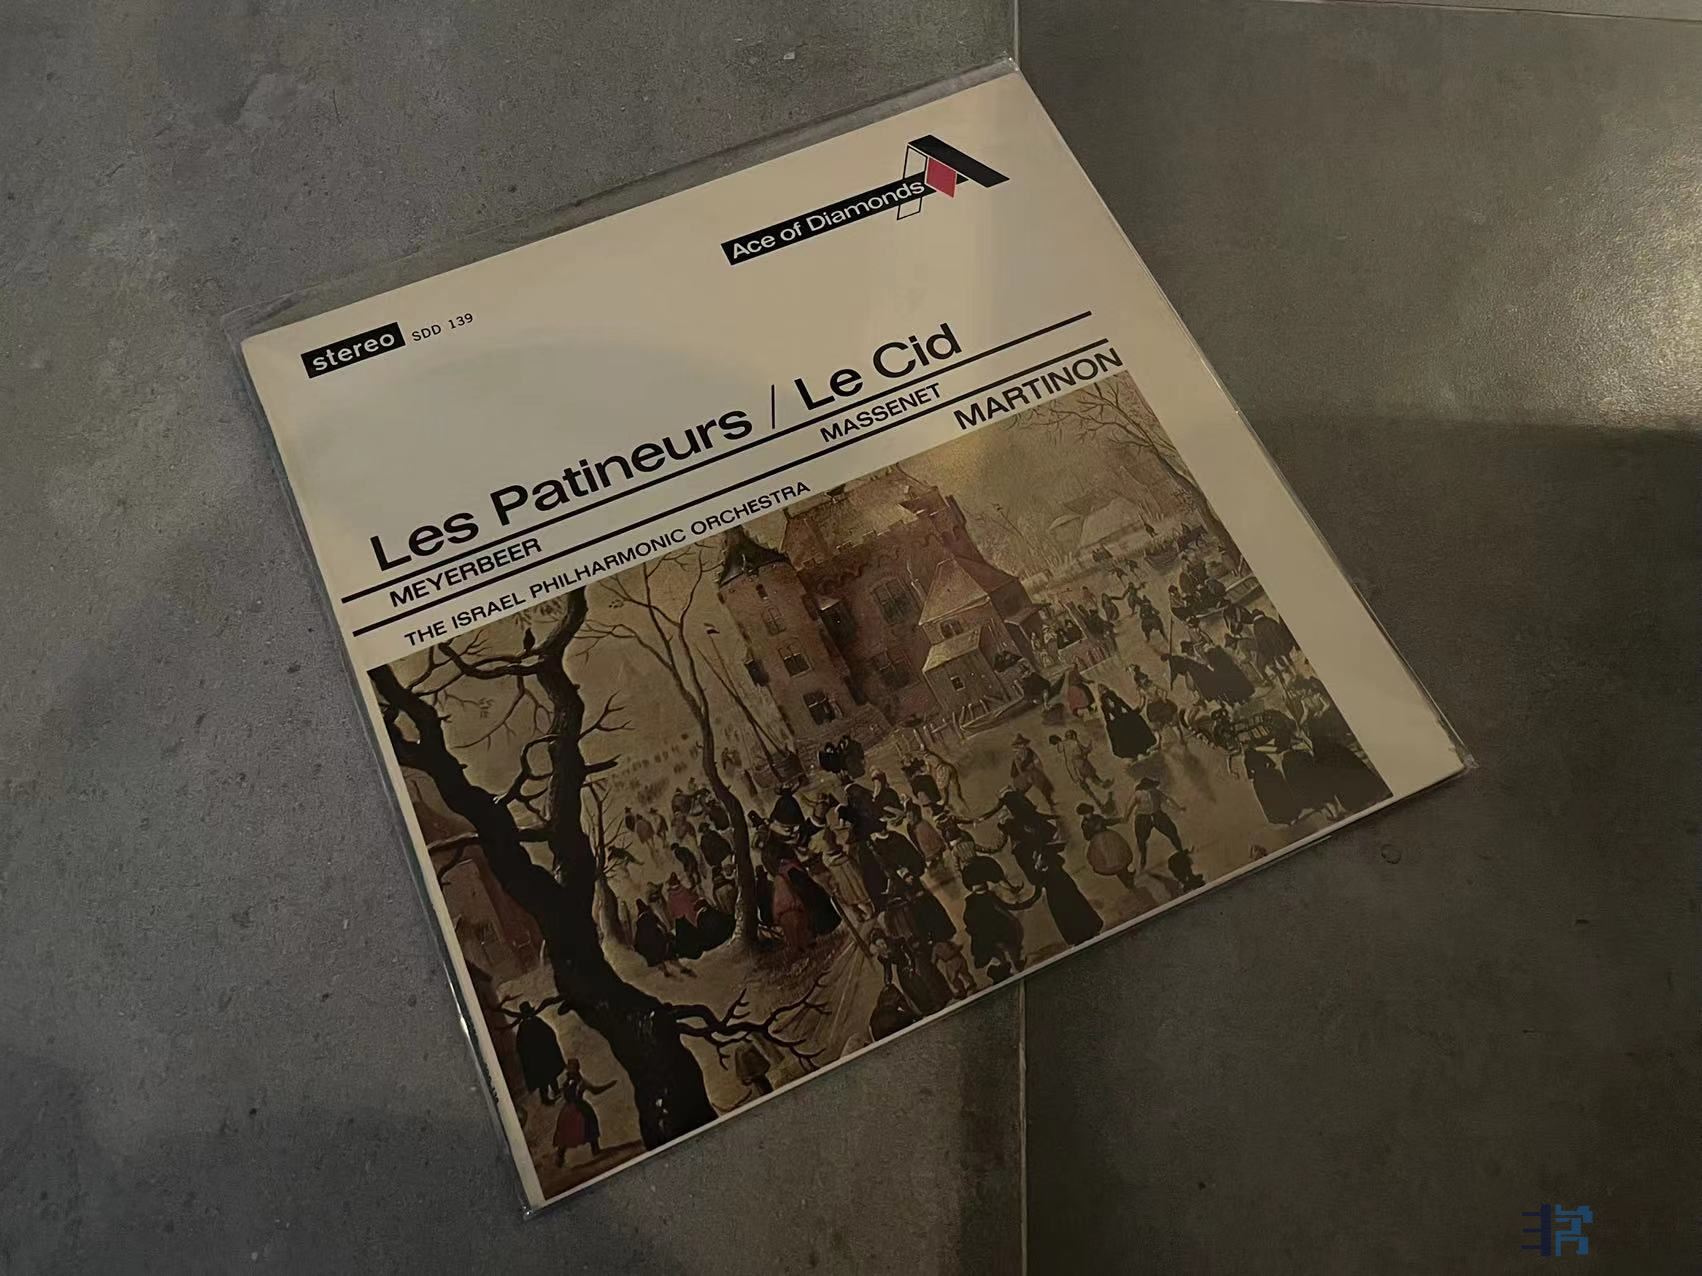 Ace of Diamonds
stereo SDD 139
Les Patineurs / Le Cid
MEYERBEER MASSENET
THE ISRAEL PHILHARMONIC ORCHESTRA MARTINON